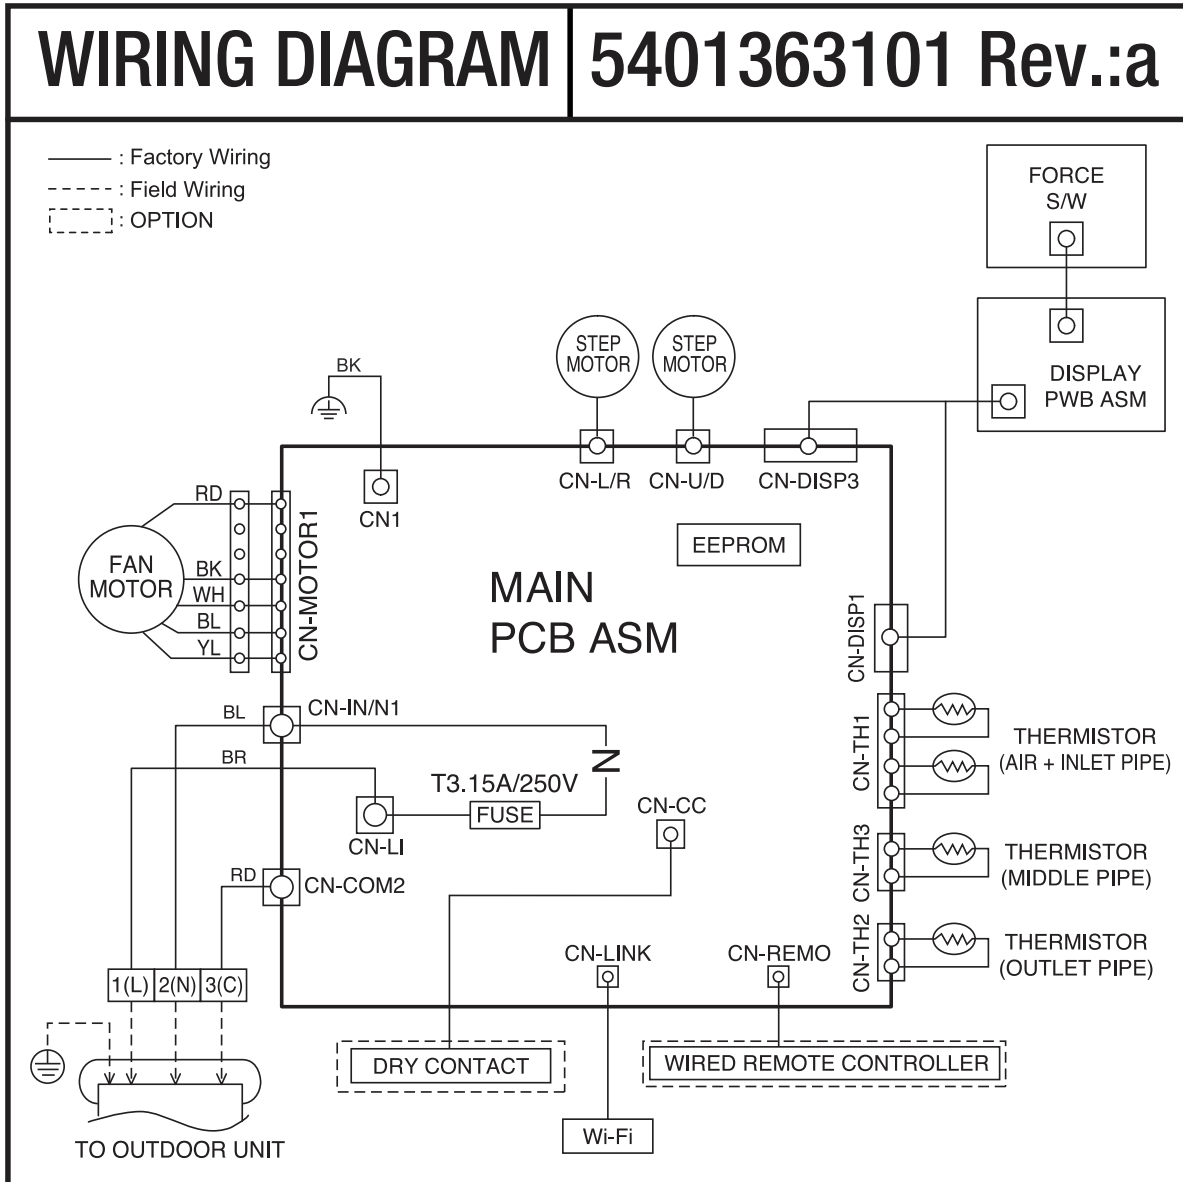 WIRING DIAGRAM
5401363101 Rev.:a
: Factory Wiring
: Field Wiring
: OPTION
FORCE
S/W
DISPLAY
PWB ASM
STEP
MOTOR
STEP
MOTOR
BK
CN-L/R
CN-U/D
CN-DISP3
CN1
RD
BK
WH
BL
YL
FAN
MOTOR
CN-MOTOR1
EEPROM
MAIN
PCB ASM
CN-DISP1
BL
CN-IN/N1
BR
N
T3.15A/250V
FUSE
CN-LI
CN-CC
CN-TH1
THERMISTOR
(AIR + INLET PIPE)
RD
CN-COM2
CN-TH3
THERMISTOR
(MIDDLE PIPE)
CN-TH2
THERMISTOR
(OUTLET PIPE)
CN-LINK
CN-REMO
1(L)
2(N)
3(C)
DRY CONTACT
WIRED REMOTE CONTROLLER
Wi-Fi
TO OUTDOOR UNIT